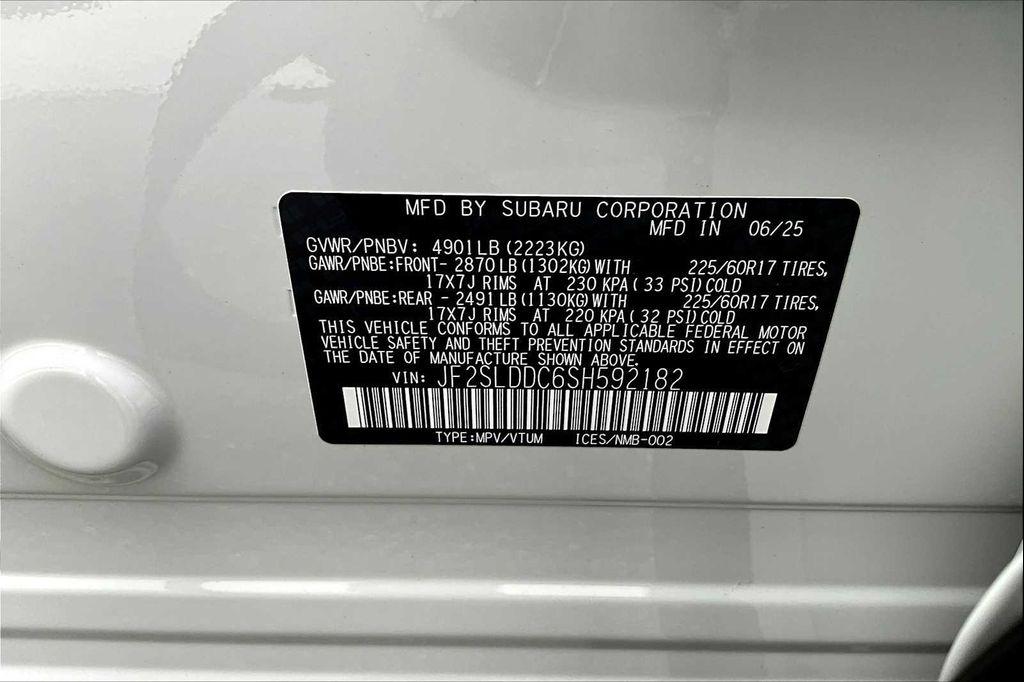 MFD BY SUBARU CORPORATION
MFD IN 06/25
GVWR/PNBV: 4901LB (2223KG)
GAWR/PNBE:FRONT- 2870LB (1302KG) WITH 225/60R17 TIRES,
17X7J RIMS AT 230 KPA ( 33 PSI) COLD
GAWR/PNBE:REAR - 2491LB (1130KG) WITH 225/60R17 TIRES,
17X7J RIMS AT 220 KPA ( 32 PSI) COLD
THIS VEHICLE CONFORMS TO ALL APPLICABLE FEDERAL MOTOR
VEHICLE SAFETY AND THEFT PREVENTION STANDARDS IN EFFECT ON
THE DATE OF MANUFACTURE SHOWN ABOVE.
VIN: JF2SLDDC6SH592182
TYPE:MPV/VTUM ICES/NMB-002